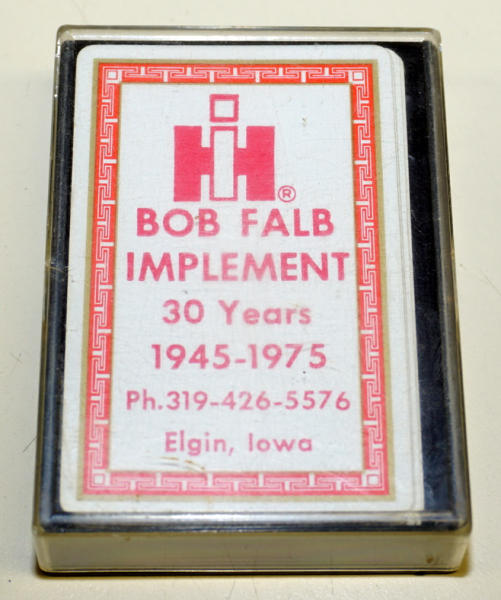 IH®
BOB FALB
IMPLEMENT
30 Years
1945-1975
Ph.319-426-5576
Elgin, Iowa